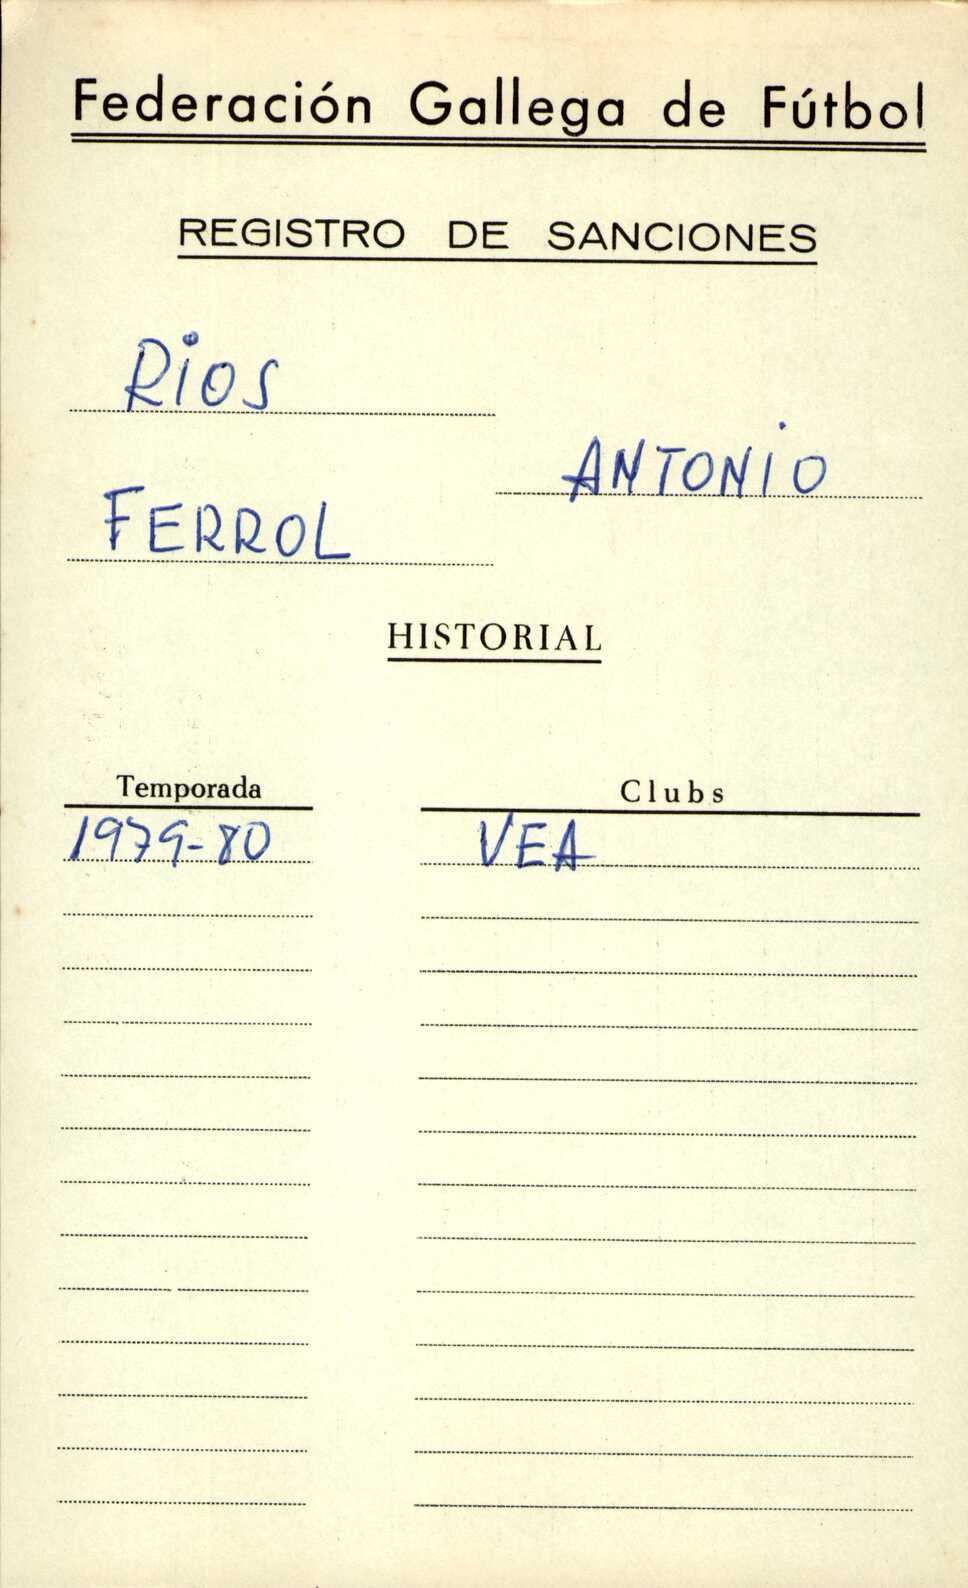 Federación Gallega de Fútbol
REGISTRO DE SANCIONES
RIOS
ANTONIO
FERROL
HISTORIAL
Temporada Clubs
1979-80 VEA